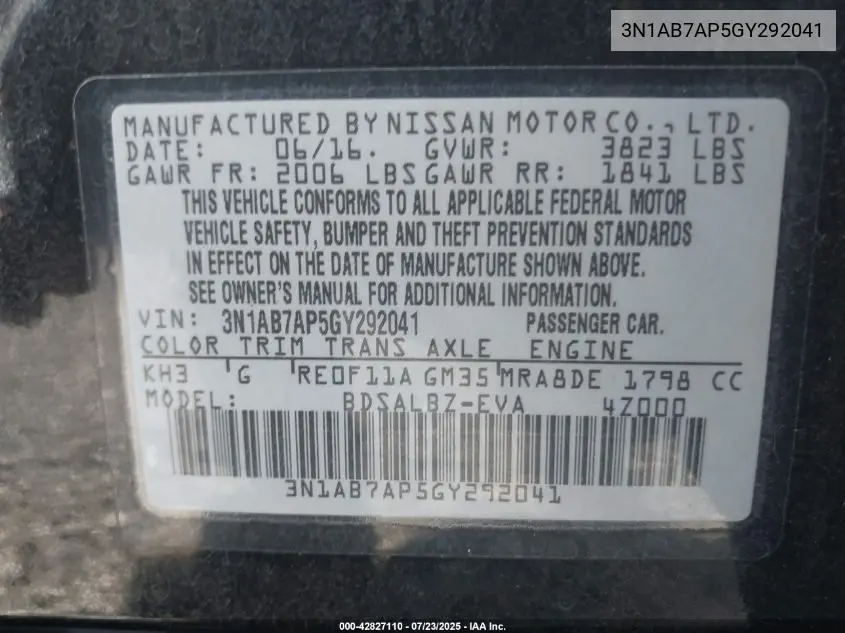 3N1AB7AP5GY292041
MANUFACTURED BY NISSAN MOTOR CO., LTD.
DATE: 06/16. GVWR: 3823 LBS
GAWR FR: 2006 LBS GAWR RR: 1841 LBS
THIS VEHICLE CONFORMS TO ALL APPLICABLE FEDERAL MOTOR
VEHICLE SAFETY, BUMPER AND THEFT PREVENTION STANDARDS
IN EFFECT ON THE DATE OF MANUFACTURE SHOWN ABOVE.
SEE OWNER'S MANUAL FOR ADDITIONAL INFORMATION.
VIN: 3N1AB7AP5GY292041 PASSENGER CAR.
COLOR TRIM TRANS AXLE ENGINE
KH3 G RE0F11A GM35 MRA8DE 1798 CC
MODEL: BDSALBZ-EVA 4Z000
3N1AB7AP5GY292041
000-42827110 - 07/23/2025 - IAA Inc.